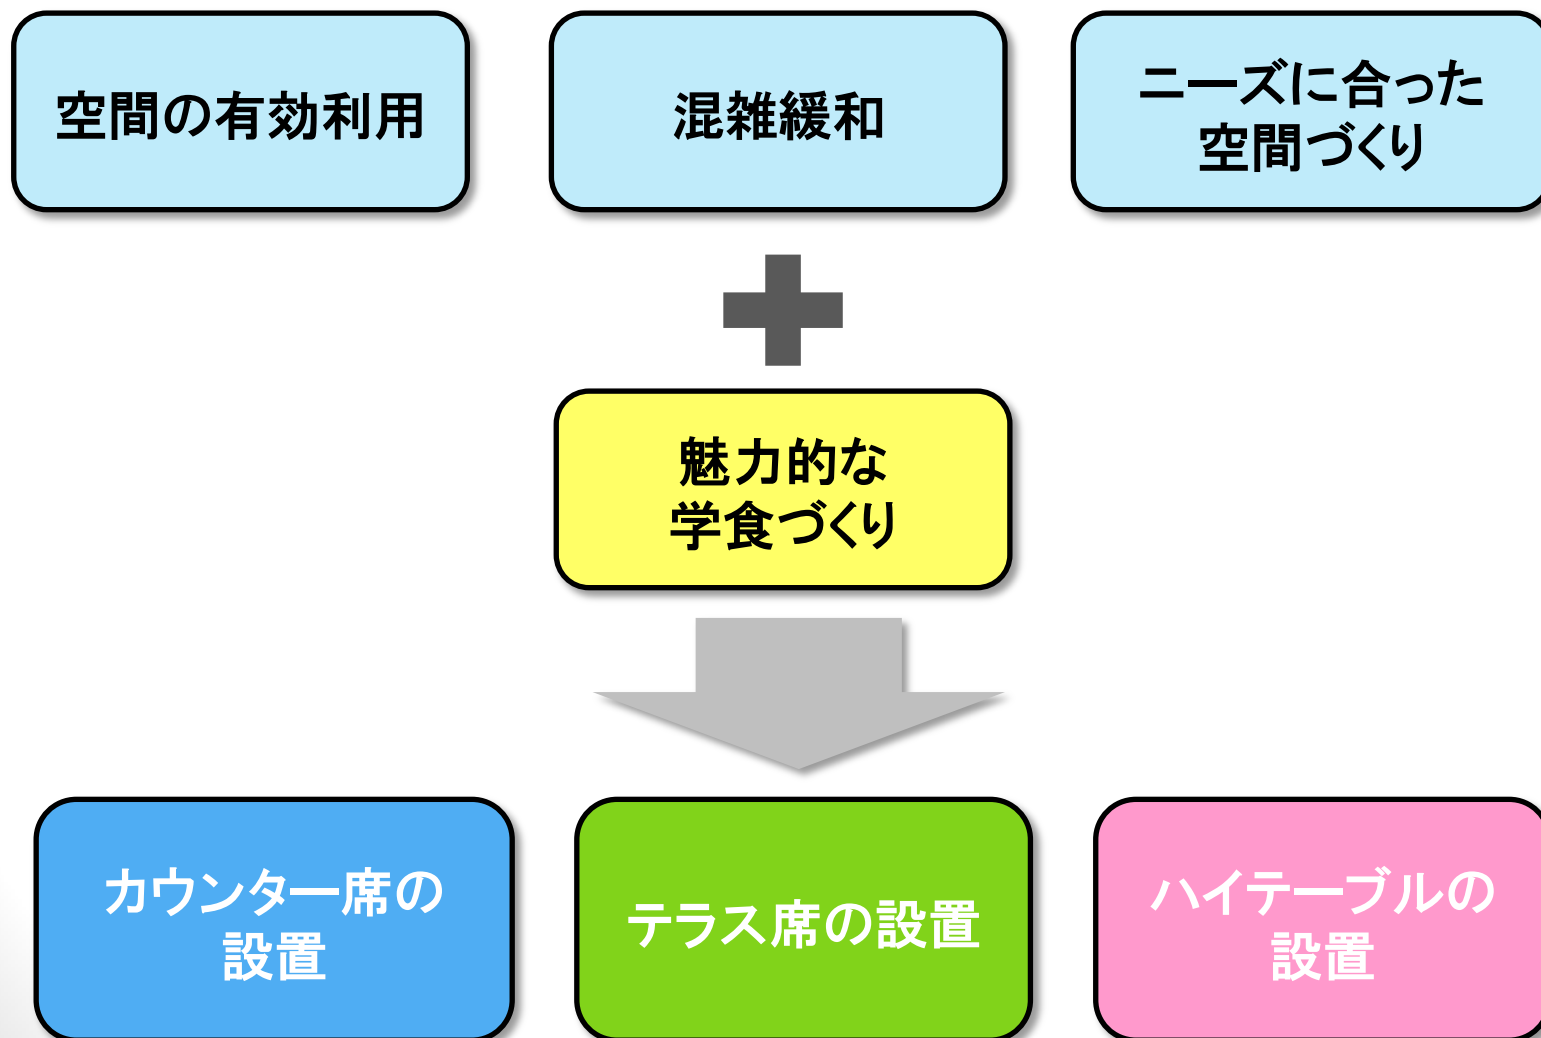 空間の有効利用
混雑緩和
ニーズに合った
空間づくり
魅力的な
学食づくり
カウンター席の
設置
テラス席の設置
ハイテーブルの
設置